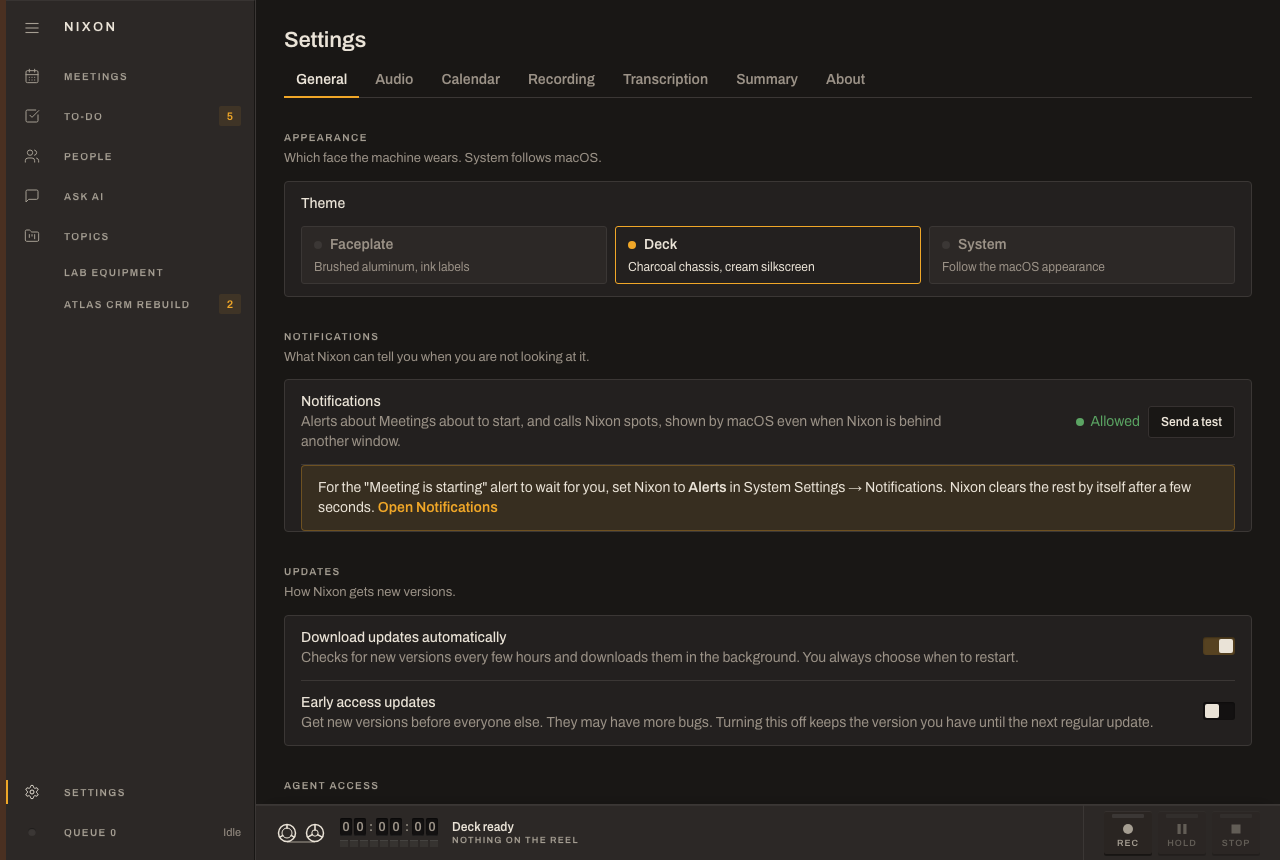 NIXON
MEETINGS
TO-DO 5
PEOPLE
ASK AI
TOPICS
LAB EQUIPMENT
ATLAS CRM REBUILD 2
SETTINGS
QUEUE 0 Idle
Settings
General Audio Calendar Recording Transcription Summary About
APPEARANCE
Which face the machine wears. System follows macOS.
Theme
Faceplate
Brushed aluminum, ink labels
Deck
Charcoal chassis, cream silkscreen
System
Follow the macOS appearance
NOTIFICATIONS
What Nixon can tell you when you are not looking at it.
Notifications
Alerts about Meetings about to start, and calls Nixon spots, shown by macOS even when Nixon is behind
another window.
Allowed Send a test
For the "Meeting is starting" alert to wait for you, set Nixon to Alerts in System Settings → Notifications. Nixon clears the rest by itself after a few
seconds. Open Notifications
UPDATES
How Nixon gets new versions.
Download updates automatically
Checks for new versions every few hours and downloads them in the background. You always choose when to restart.
Early access updates
Get new versions before everyone else. They may have more bugs. Turning this off keeps the version you have until the next regular update.
AGENT ACCESS
00:00:00
Deck ready
NOTHING ON THE REEL
REC HOLD STOP